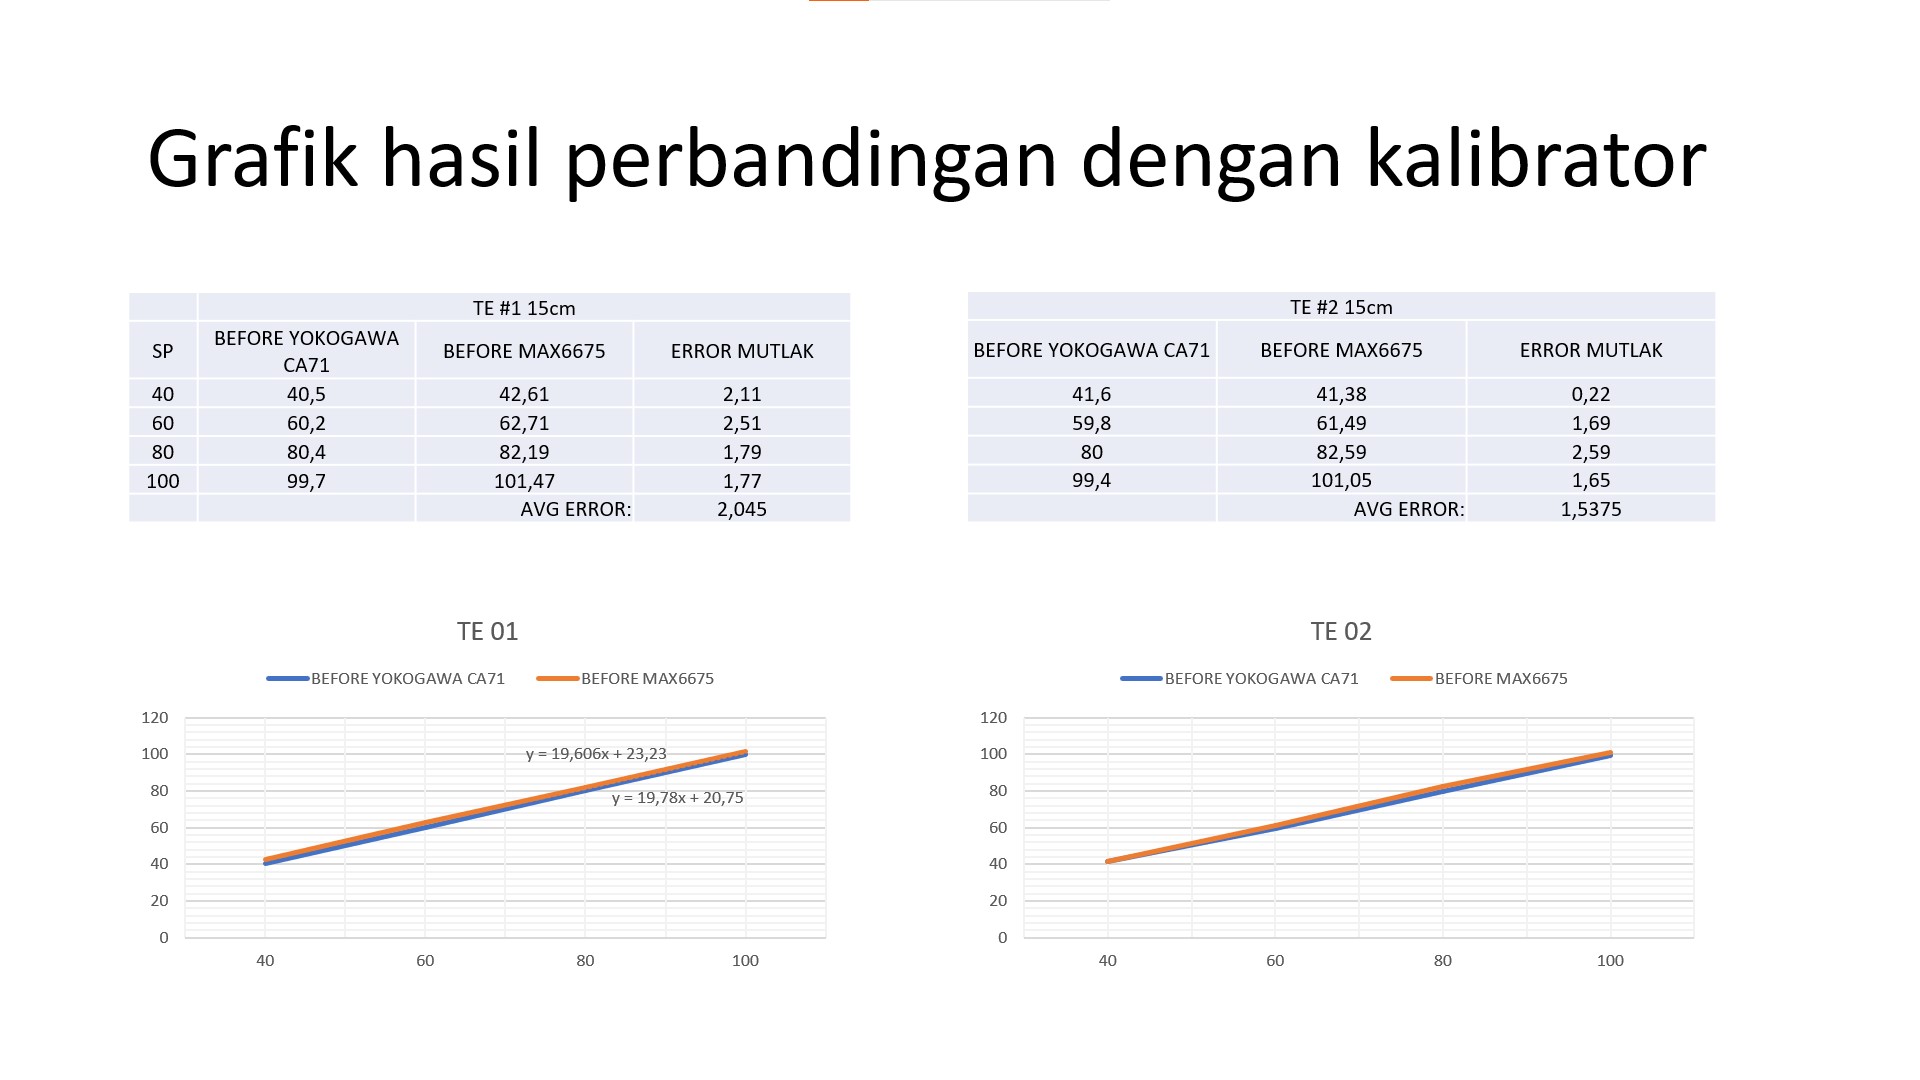 Grafik hasil perbandingan dengan kalibrator
TE #1 15cm
SP BEFORE YOKOGAWA CA71 BEFORE MAX6675 ERROR MUTLAK
40 40,5 42,61 2,11
60 60,2 62,71 2,51
80 80,4 82,19 1,79
100 99,7 101,47 1,77
AVG ERROR: 2,045
TE #2 15cm
BEFORE YOKOGAWA CA71 BEFORE MAX6675 ERROR MUTLAK
41,6 41,38 0,22
59,8 61,49 1,69
80 82,59 2,59
99,4 101,05 1,65
AVG ERROR: 1,5375
TE 01
BEFORE YOKOGAWA CA71 BEFORE MAX6675
120
100
80
60
40
20
0
y = 19,606x + 23,23
y = 19,78x + 20,75
40 60 80 100
TE 02
BEFORE YOKOGAWA CA71 BEFORE MAX6675
120
100
80
60
40
20
0
40 60 80 100